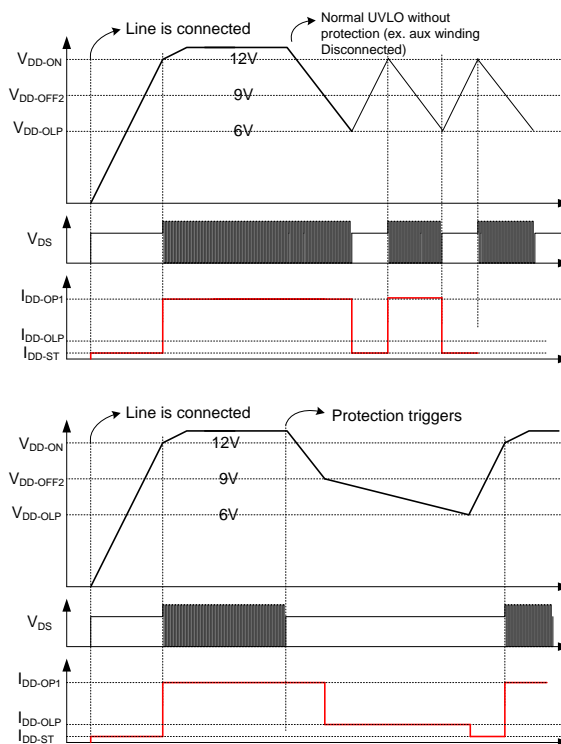 Line is connected
Normal UVLO without
protection (ex. aux winding
Disconnected)
VDD-ON
12V
VDD-OFF2
9V
VDD-OLP
6V
VDS
IDD-OP1
IDD-OLP
IDD-ST
Line is connected
Protection triggers
VDD-ON
12V
VDD-OFF2
9V
VDD-OLP
6V
VDS
IDD-OP1
IDD-OLP
IDD-ST